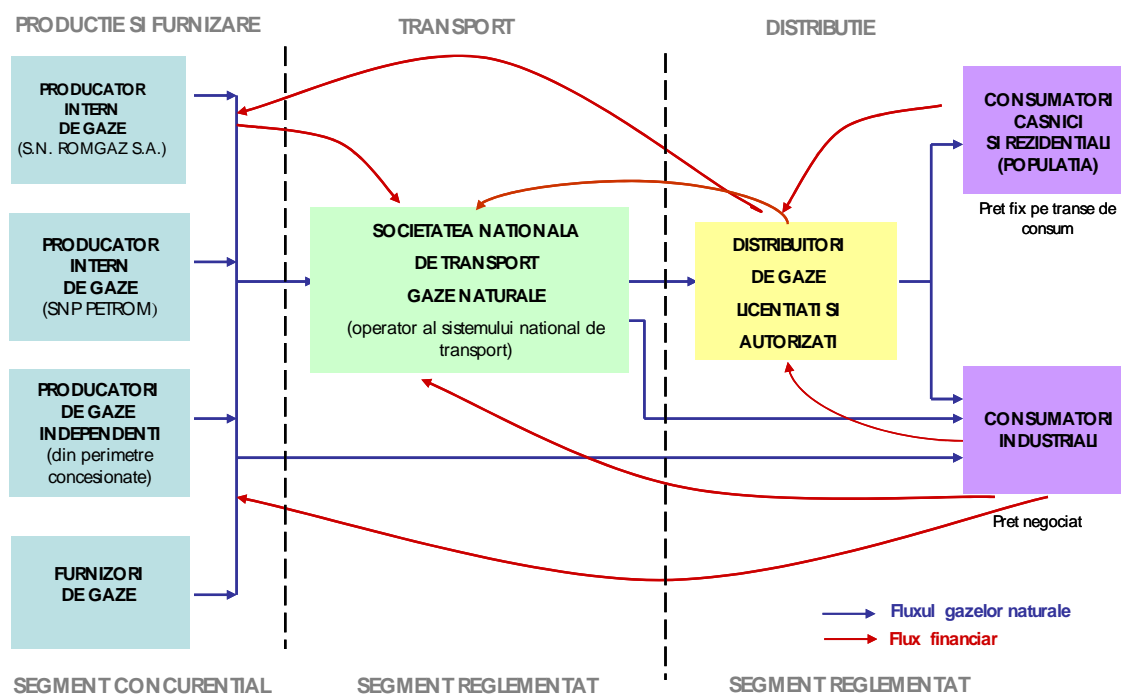 PRODUCTIE SI FURNIZARE
TRANSPORT
DISTRIBUTIE
PRODUCATOR
INTERN
DE GAZE
(S.N. ROMGAZ S.A.)
PRODUCATOR
INTERN
DE GAZE
(SNP PETROM)
PRODUCATORI
DE GAZE
INDEPENDENTI
(din perimetre
concesionate)
FURNIZORI
DE GAZE
SOCIETATEA NATIONALA
DE TRANSPORT
GAZE NATURALE
(operator al sistemului national de
transport)
DISTRIBUITORI
DE GAZE
LICENTIATI SI
AUTORIZATI
CONSUMATORI
CASNICI
SI REZIDENTIALI
(POPULATIA)
Pret fix pe transe de
consum
CONSUMATORI
INDUSTRIALI
Pret negociat
Fluxul gazelor naturale
Flux financiar
SEGMENT CONCURENTIAL
SEGMENT REGLEMENTAT
SEGMENT REGLEMENTAT